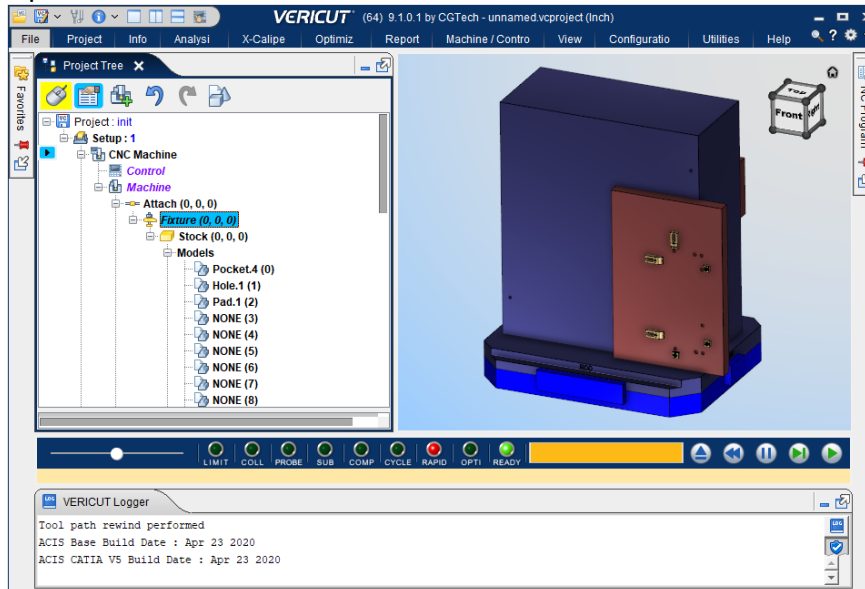 VERICUT (64) 9.1.0.1 by CGTech - unnamed.vcproject (Inch)
File Project Info Analysi X-Calipe Optimiz Report Machine / Contro View Configuratio Utilities Help
Project Tree
Favorites
Project : init
Setup : 1
CNC Machine
Control
Machine
Attach (0, 0, 0)
Fixture (0, 0, 0)
Stock (0, 0, 0)
Models
Pocket.4 (0)
Hole.1 (1)
Pad.1 (2)
NONE (3)
NONE (4)
NONE (5)
NONE (6)
NONE (7)
NONE (8)
Top
Front Right
NC Program
LIMIT COLL PROBE SUB COMP CYCLE RAPID OPTI READY
LOG VERICUT Logger
Tool path rewind performed
LOG
ACIS Base Build Date : Apr 23 2020
ACIS CATIA V5 Build Date : Apr 23 2020